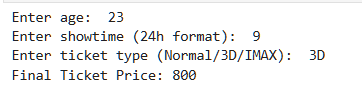 Enter age:  23
Enter showtime (24h format):  9
Enter ticket type (Normal/3D/IMAX):  3D
Final Ticket Price: 800